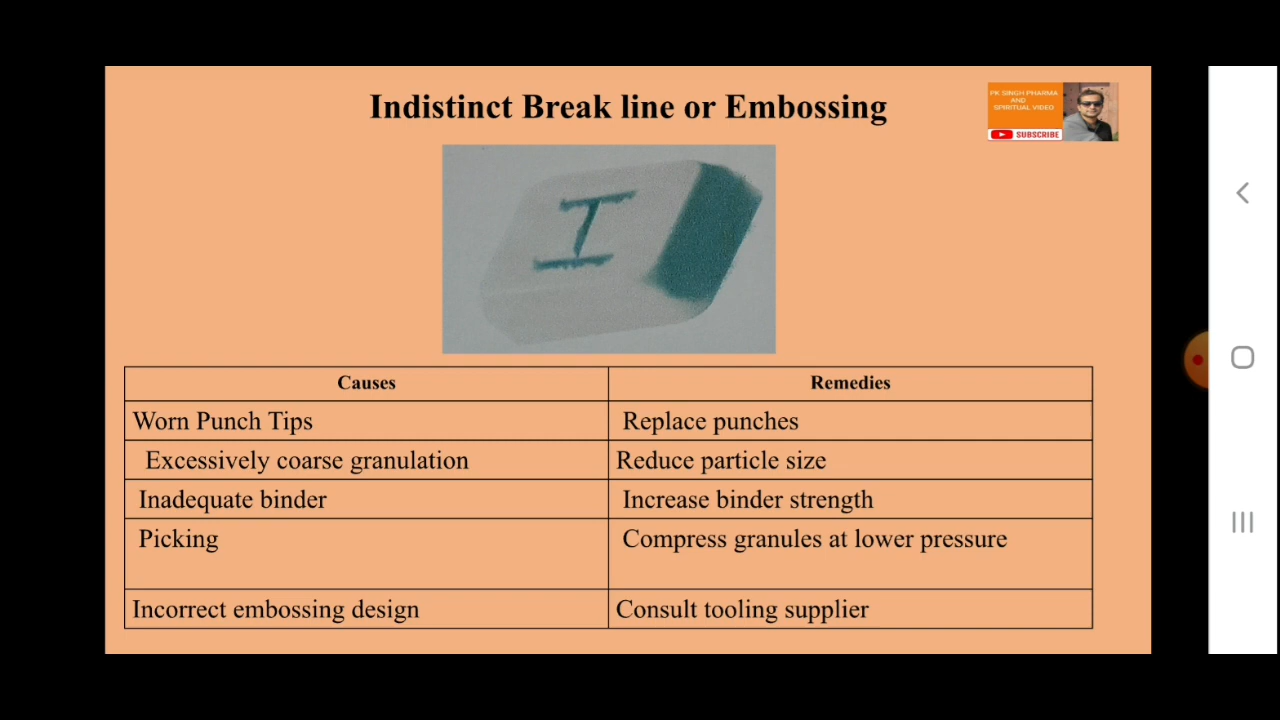 Indistinct Break line or Embossing
PK SINGH PHARMA
AND
SPIRITUAL VIDEO
SUBSCRIBE
I
Causes Remedies
Worn Punch Tips Replace punches
Excessively coarse granulation Reduce particle size
Inadequate binder Increase binder strength
Picking Compress granules at lower pressure
Incorrect embossing design Consult tooling supplier